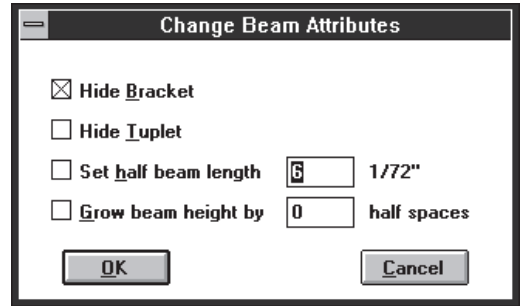 Change Beam Attributes
Hide Bracket
Hide Tuplet
Set half beam length 6 1/72"
Grow beam height by 0 half spaces
OK Cancel